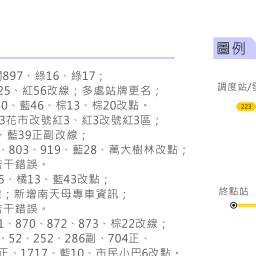 圖例
897、綠16、綠17；
25、紅56改線；多處站牌更名；
0、藍46、棕13、棕20改點。
3花市改號紅3、紅3改號紅3區；
、藍39正副改線；
、803、919、藍28、萬大樹林改點；
若干錯誤。
5、橘13、藍43改點；
；新增南天母專車資訊；
若干錯誤。
1、870、872、873、棕22改線；
、52、252、286副、704正、
正、1717、藍10、市民小巴6改點。
調度站/
223
終點站